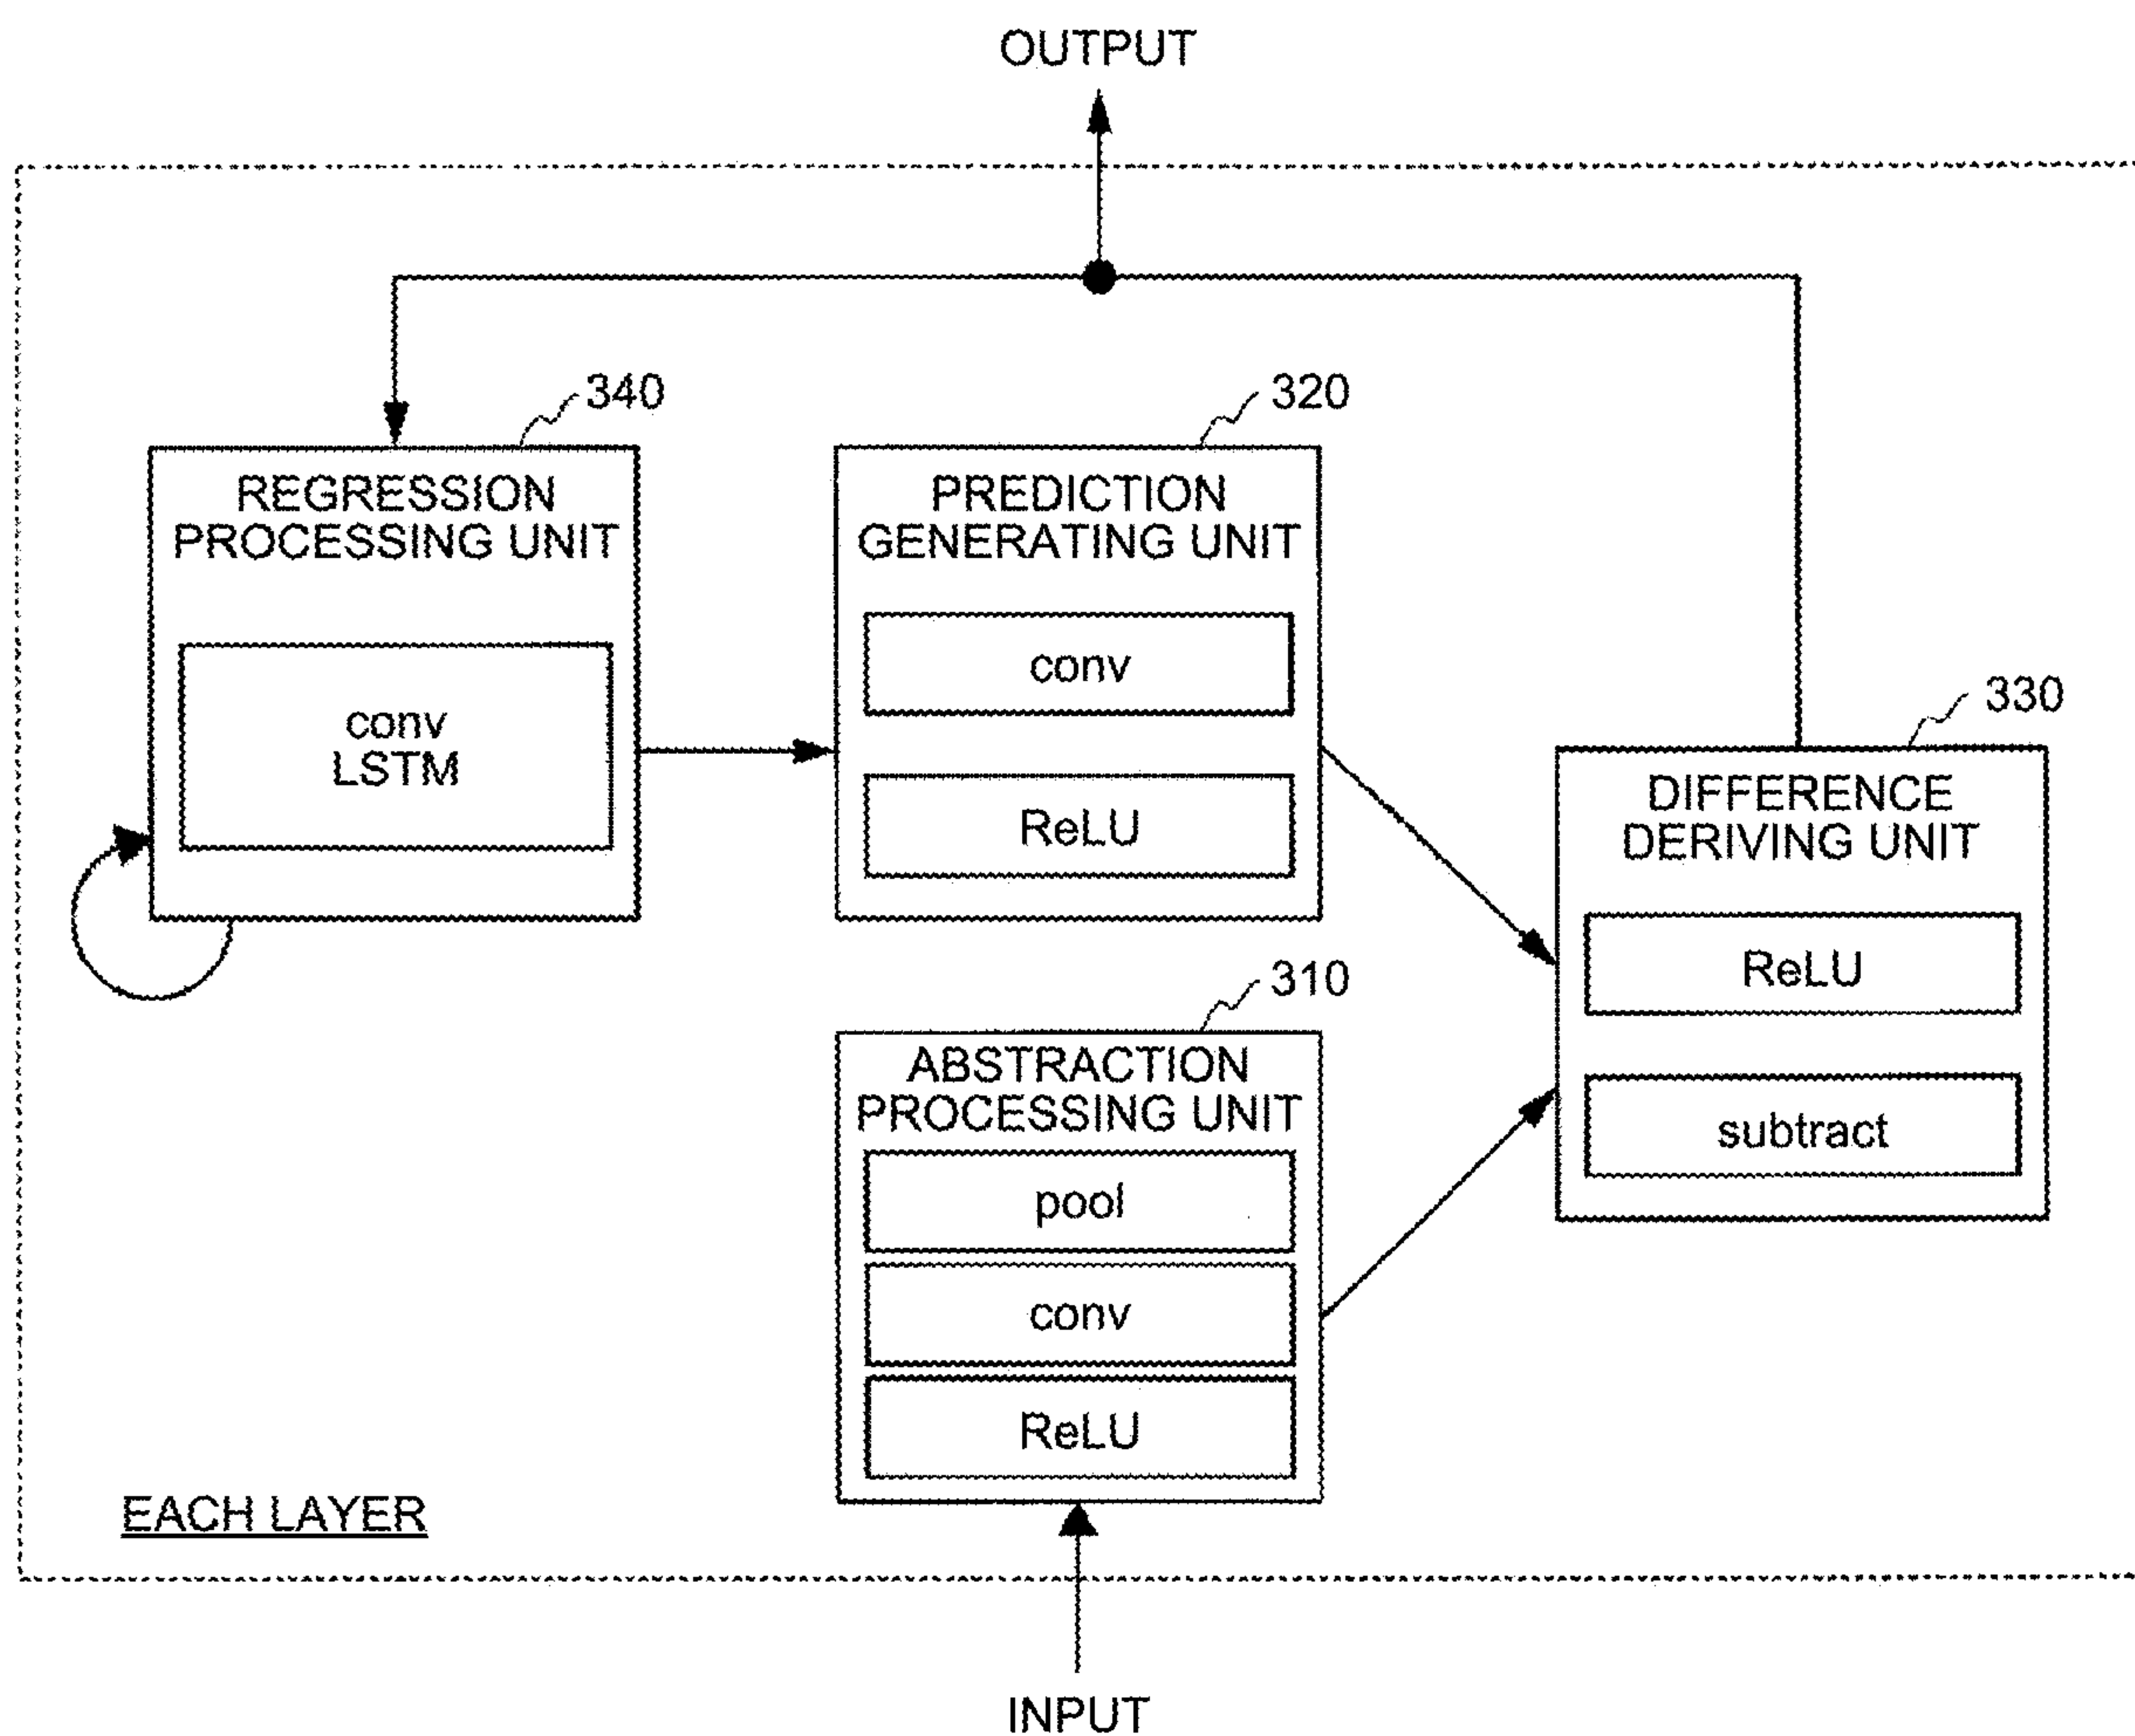 OUTPUT
340
320
REGRESSION
PROCESSING UNIT
conv
LSTM
PREDICTION
GENERATING UNIT
conv
ReLU
330
DIFFERENCE
DERIVING UNIT
ReLU
subtract
310
ABSTRACTION
PROCESSING UNIT
pool
conv
ReLU
EACH LAYER
INPUT